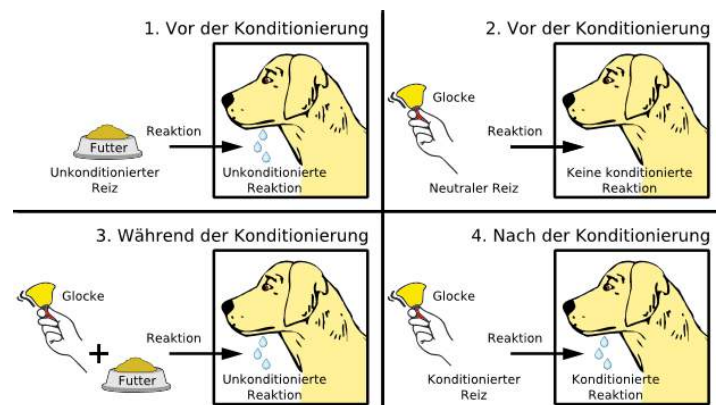 1. Vor der Konditionierung
Futter
Unkonditionierter
Reiz
Reaktion
Unkonditionierte
Reaktion
2. Vor der Konditionierung
Glocke
Neutraler Reiz
Reaktion
Keine konditionierte
Reaktion
3. Während der Konditionierung
Glocke
+
Futter
Reaktion
Unkonditionierte
Reaktion
4. Nach der Konditionierung
Glocke
Konditionierter
Reiz
Reaktion
Konditionierte
Reaktion